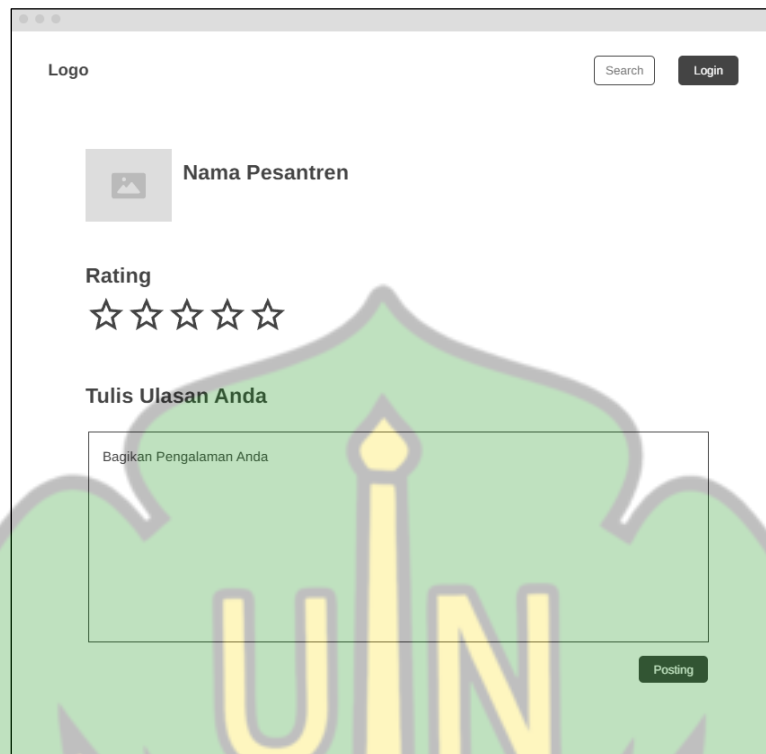 Logo
Search
Login
Nama Pesantren
Rating
Tulis Ulasan Anda
Bagikan Pengalaman Anda
Posting
UIN